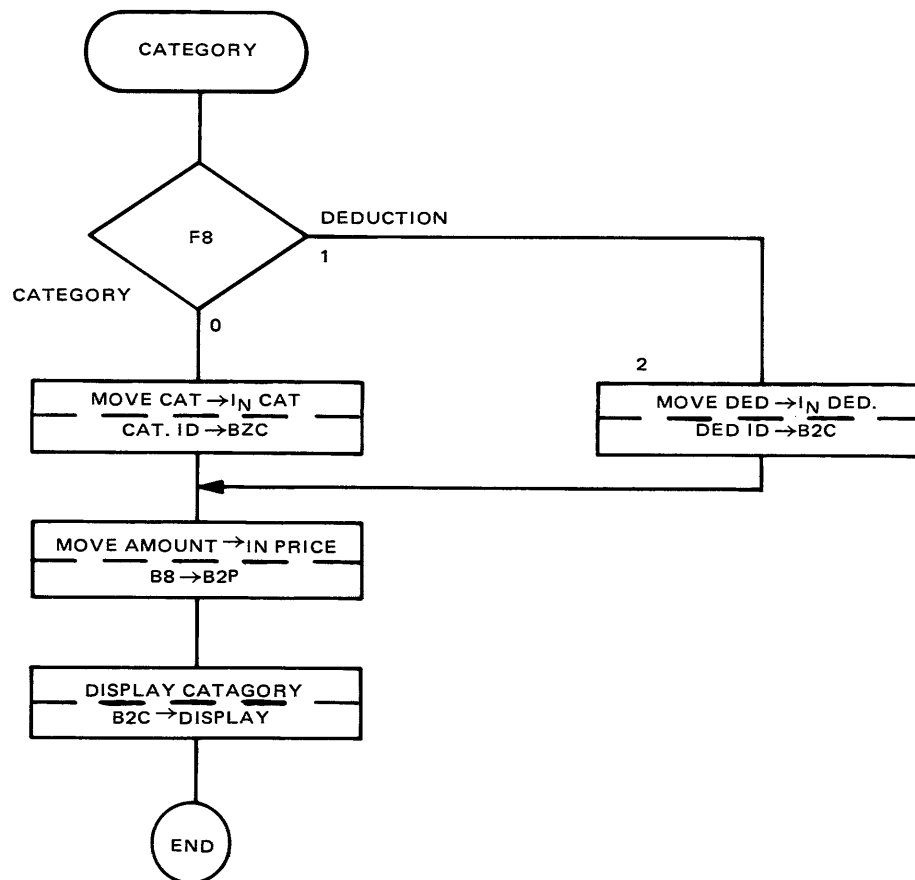 CATEGORY
F8
DEDUCTION
1
CATEGORY
0
2
MOVE CAT → IN CAT
CAT. ID → BZC
MOVE DED → IN DED.
DED ID → B2C
MOVE AMOUNT → IN PRICE
B8 → B2P
DISPLAY CATAGORY
B2C → DISPLAY
END